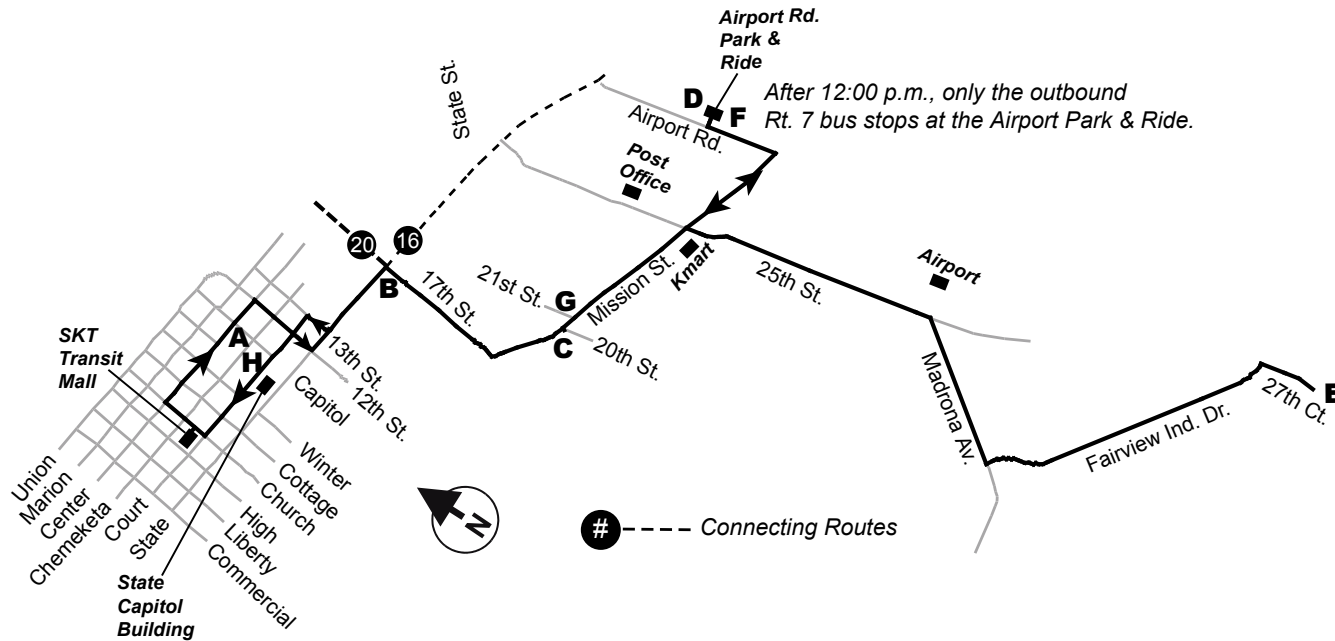 Airport Rd.
Park &
Ride
State St.
D
F
After 12:00 p.m., only the outbound
Rt. 7 bus stops at the Airport Park & Ride.
Airport Rd.
Post
Office
20
16
B
17th St.
21st St.
G
Mission St.
Kmart
C
20th St.
25th St.
Airport
Madrona Av.
Fairview Ind. Dr.
27th Ct.
E
SKT
Transit
Mall
A
H
13th St.
12th St.
Capitol
Winter
Cottage
Church
High
Liberty
Commercial
Union
Marion
Center
Chemeketa
Court
State
State
Capitol
Building
N
# Connecting Routes